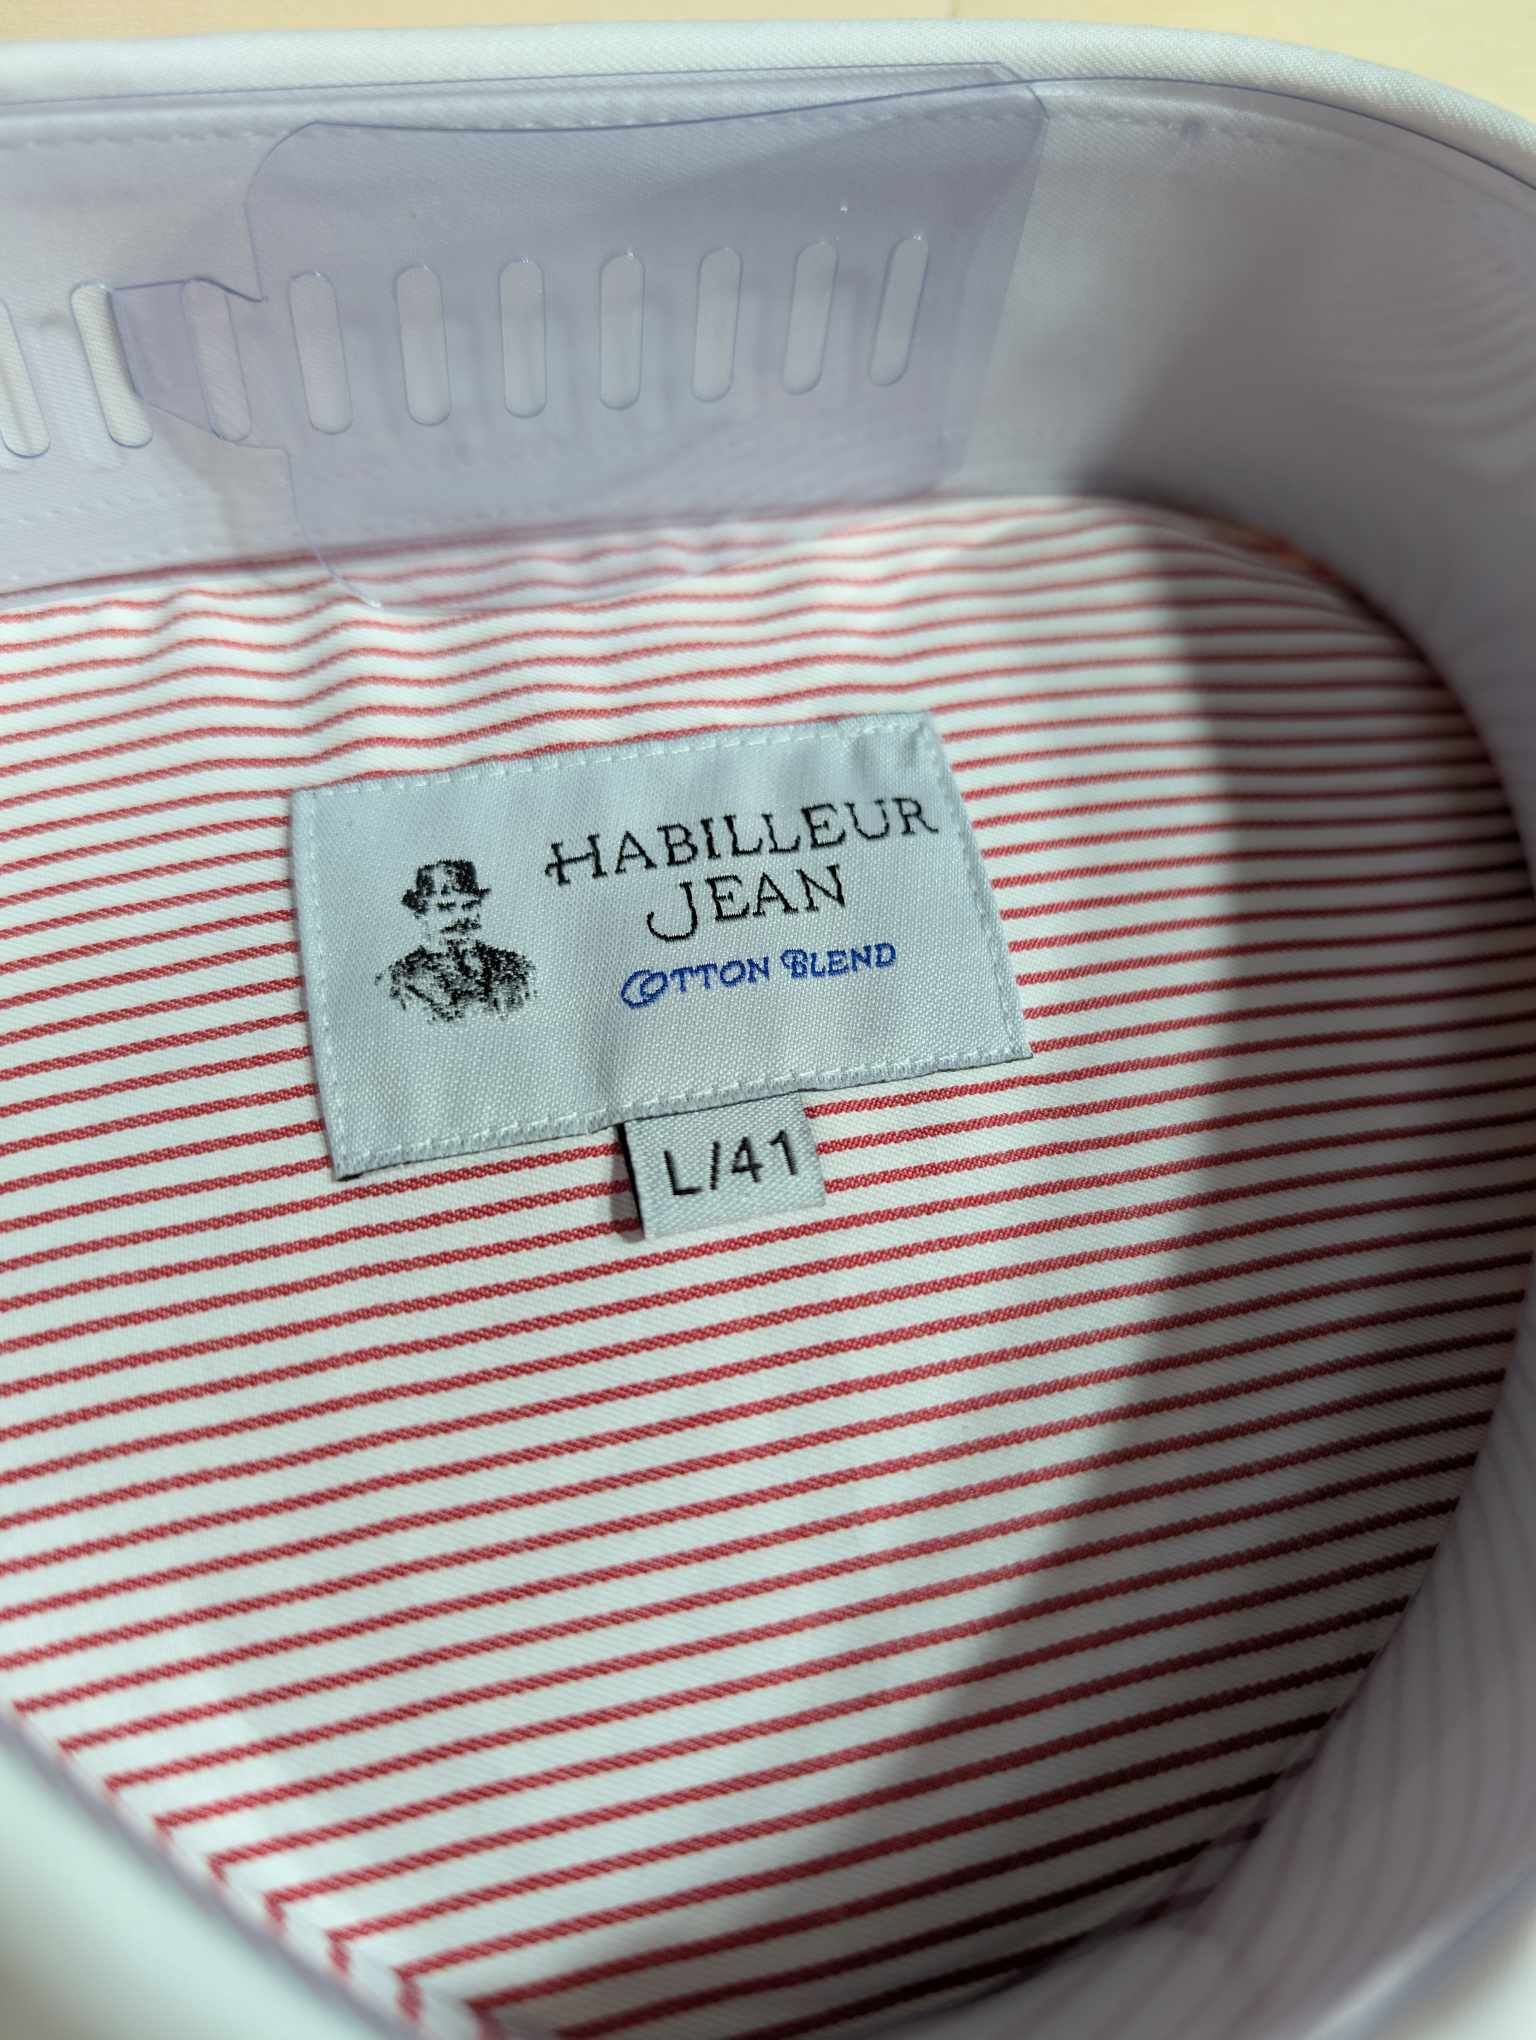 HABILLEUR
JEAN
COTTON BLEND
L/41